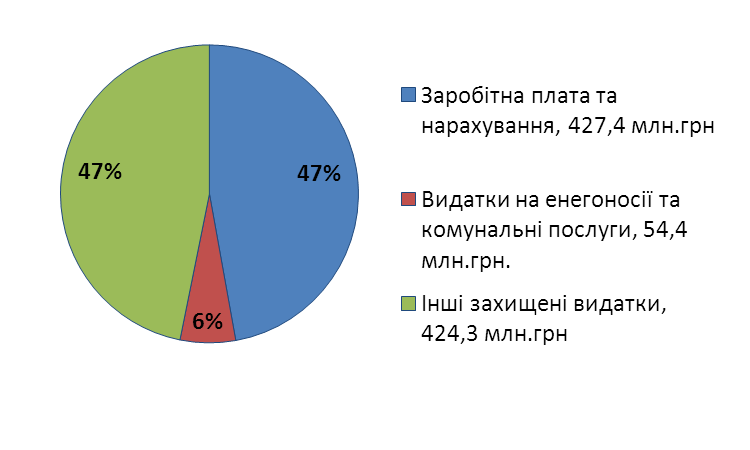 47%
47%
6%
Заробітна плата та
нарахування, 427,4 млн.грн
Видатки на енегоносії та
комунальні послуги, 54,4
млн.грн.
Інші захищені видатки,
424,3 млн.грн